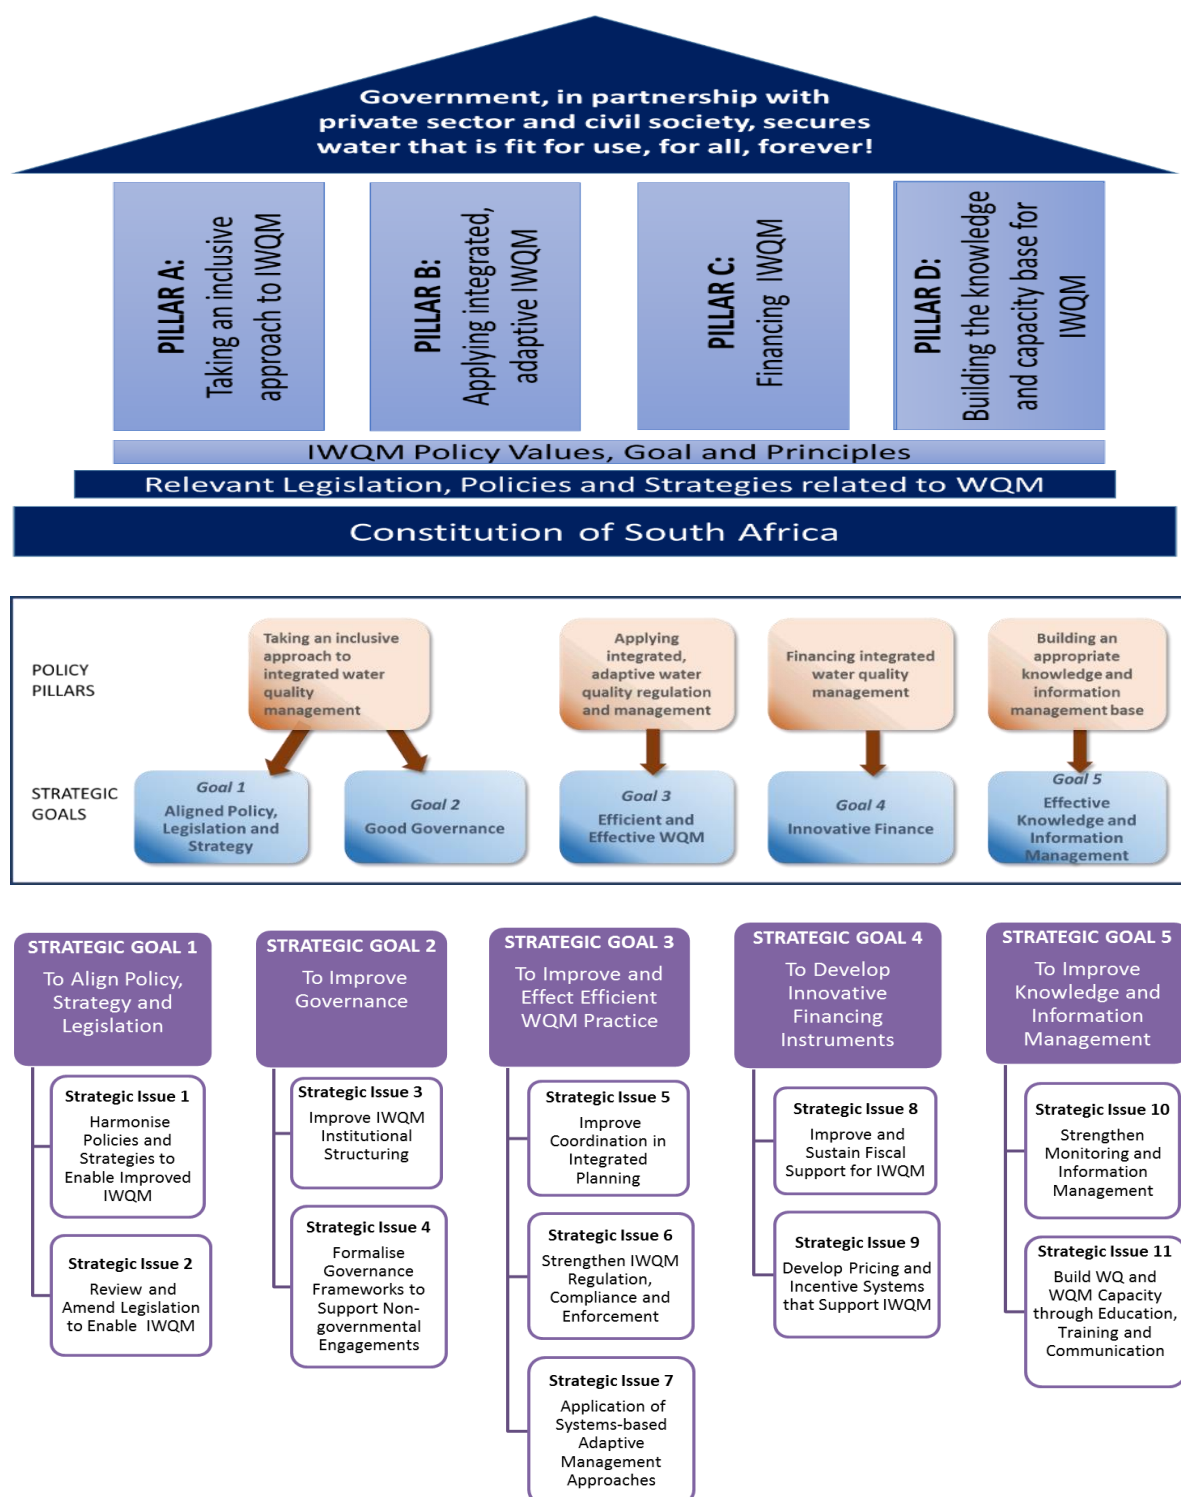 Government, in partnership with
private sector and civil society, secures
water that is fit for use, for all, forever!
PILLAR A:
Taking an inclusive
approach to IWQM
PILLAR B:
Applying integrated,
adaptive IWQM
PILLAR C:
Financing IWQM
PILLAR D:
Building the knowledge
and capacity base for
IWQM
IWQM Policy Values, Goal and Principles
Relevant Legislation, Policies and Strategies related to WQM
Constitution of South Africa
POLICY
PILLARS
Taking an inclusive
approach to
integrated water
quality
management
Applying
integrated,
adaptive water
quality regulation
and management
Financing integrated
water quality
management
Building an
appropriate
knowledge and
information
management base
STRATEGIC
GOALS
Goal 1
Aligned Policy,
Legislation and
Strategy
Goal 2
Good Governance
Goal 3
Efficient and
Effective WQM
Goal 4
Innovative Finance
Goal 5
Effective
Knowledge and
Information
Management
STRATEGIC GOAL 1
To Align Policy,
Strategy and
Legislation
Strategic Issue 1
Harmonise
Policies and
Strategies to
Enable Improved
IWQM
Strategic Issue 2
Review and
Amend Legislation
to Enable IWQM
STRATEGIC GOAL 2
To Improve
Governance
Strategic Issue 3
Improve IWQM
Institutional
Structuring
Strategic Issue 4
Formalise
Governance
Frameworks to
Support Non-
governmental
Engagements
STRATEGIC GOAL 3
To Improve and
Effect Efficient
WQM Practice
Strategic Issue 5
Improve
Coordination in
Integrated
Planning
Strategic Issue 6
Strengthen IWQM
Regulation,
Compliance and
Enforcement
Strategic Issue 7
Application of
Systems-based
Adaptive
Management
Approaches
STRATEGIC GOAL 4
To Develop
Innovative
Financing
Instruments
Strategic Issue 8
Improve and
Sustain Fiscal
Support for IWQM
Strategic Issue 9
Develop Pricing and
Incentive Systems
that Support IWQM
STRATEGIC GOAL 5
To Improve
Knowledge and
Information
Management
Strategic Issue 10
Strengthen
Monitoring and
Information
Management
Strategic Issue 11
Build WQ and
WQM Capacity
through Education,
Training and
Communication